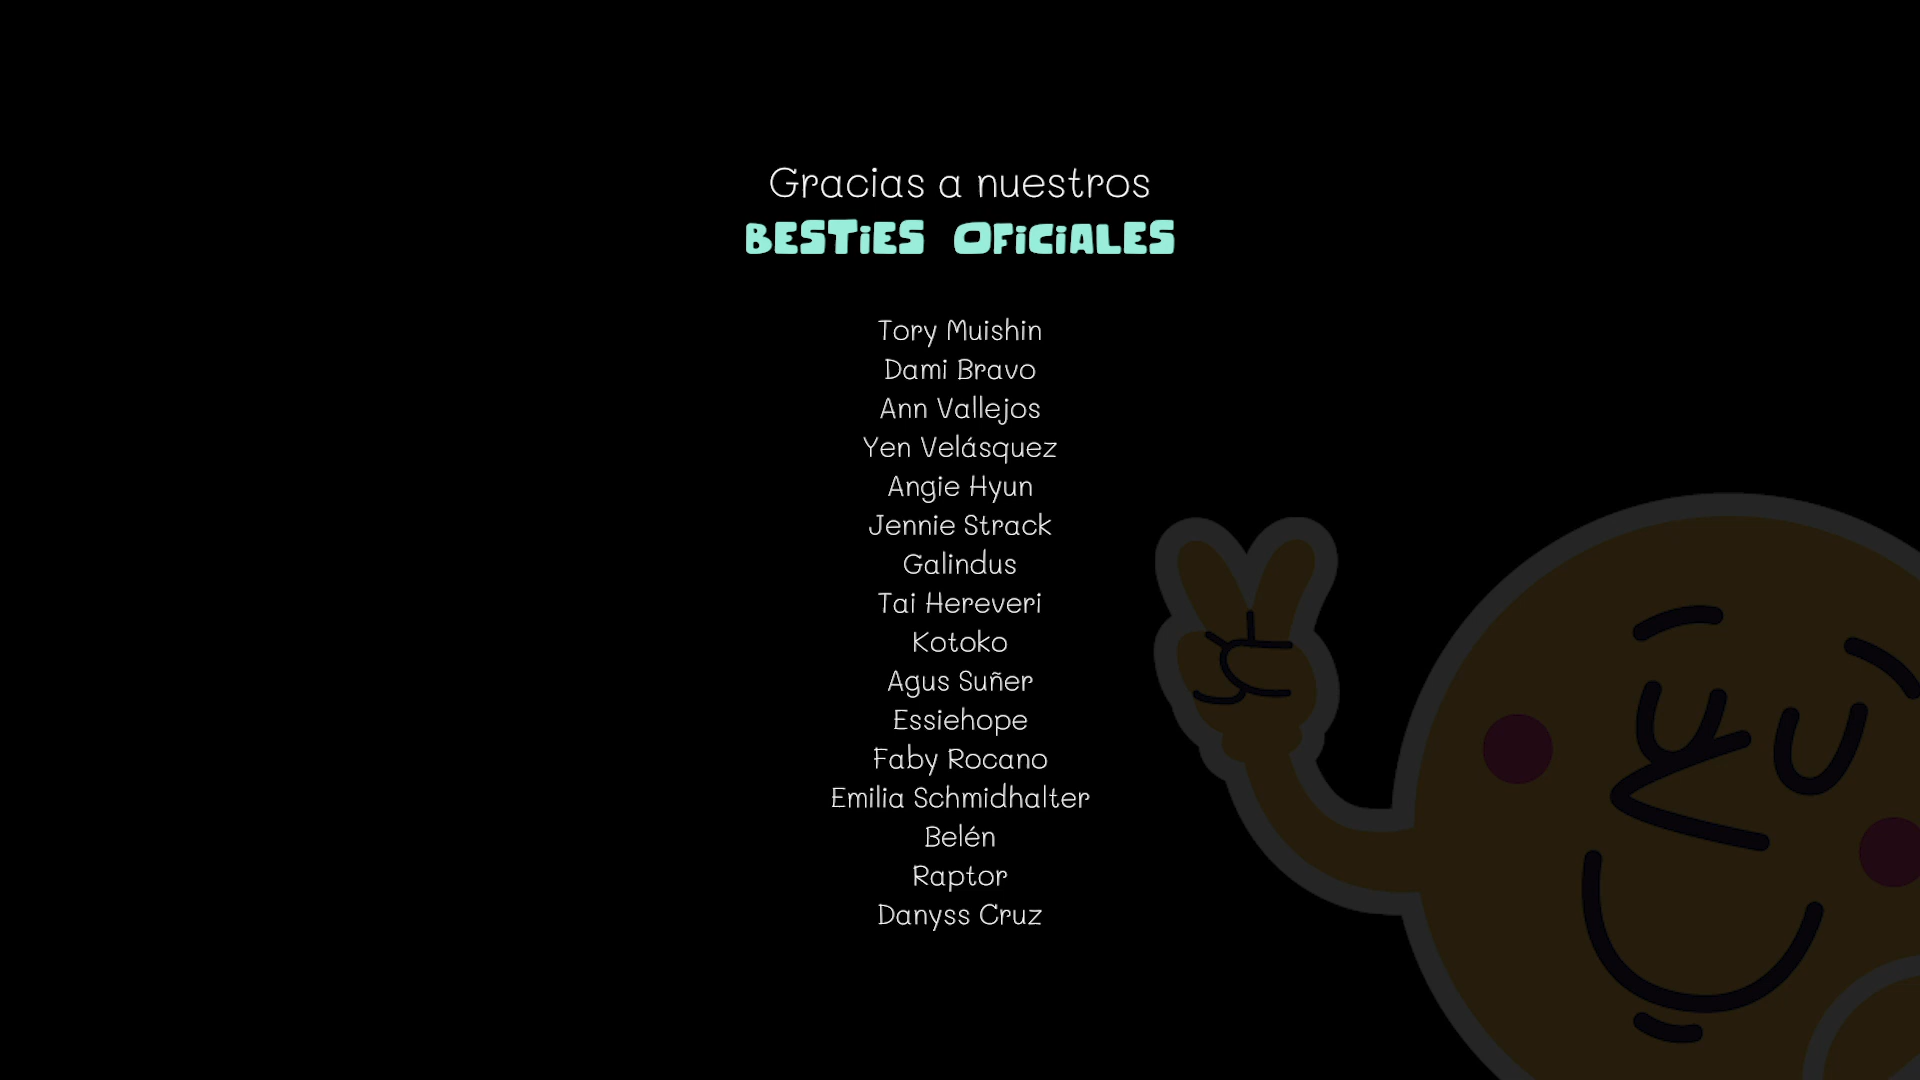 Gracias a nuestros
BESTiES OFiCiALES
Tory Muishin
Dami Bravo
Ann Vallejos
Yen Velásquez
Angie Hyun
Jennie Strack
Galindus
Tai Hereveri
Kotoko
Agus Suñer
Essiehope
Faby Rocano
Emilia Schmidhalter
Belén
Raptor
Danyss Cruz